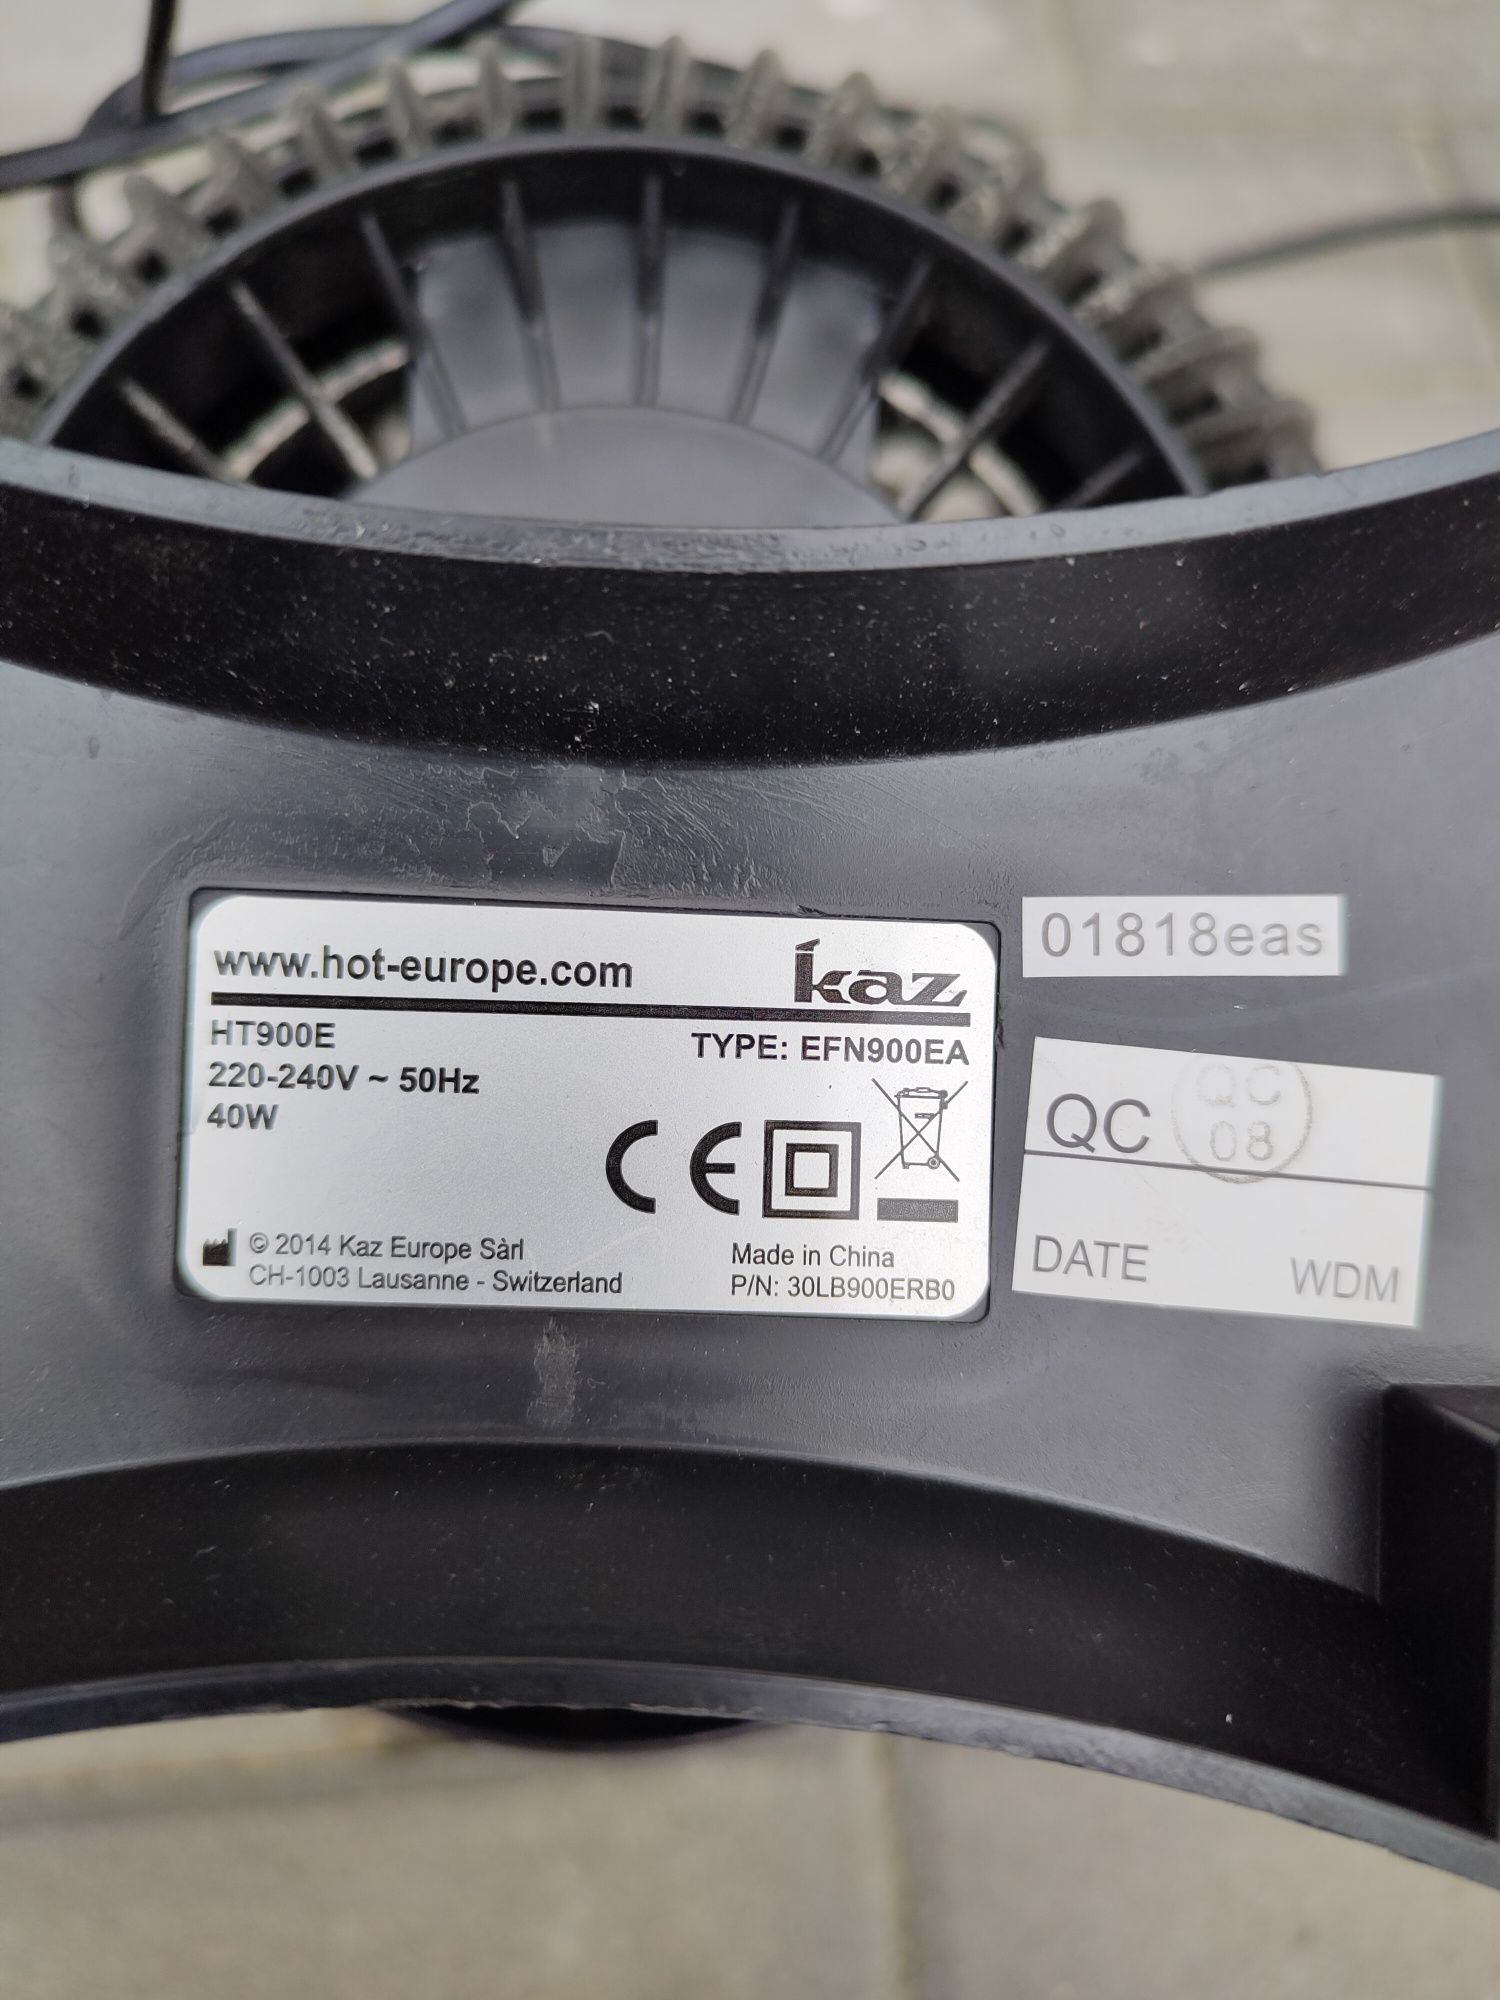 www.hot-europe.com
kaz
HT900E
TYPE: EFN900EA
220-240V ~ 50Hz
40W
CE
© 2014 Kaz Europe Sàrl
CH-1003 Lausanne - Switzerland
Made in China
P/N: 30LB900ERB0
01818eas
QC
QC
08
DATE
WDM